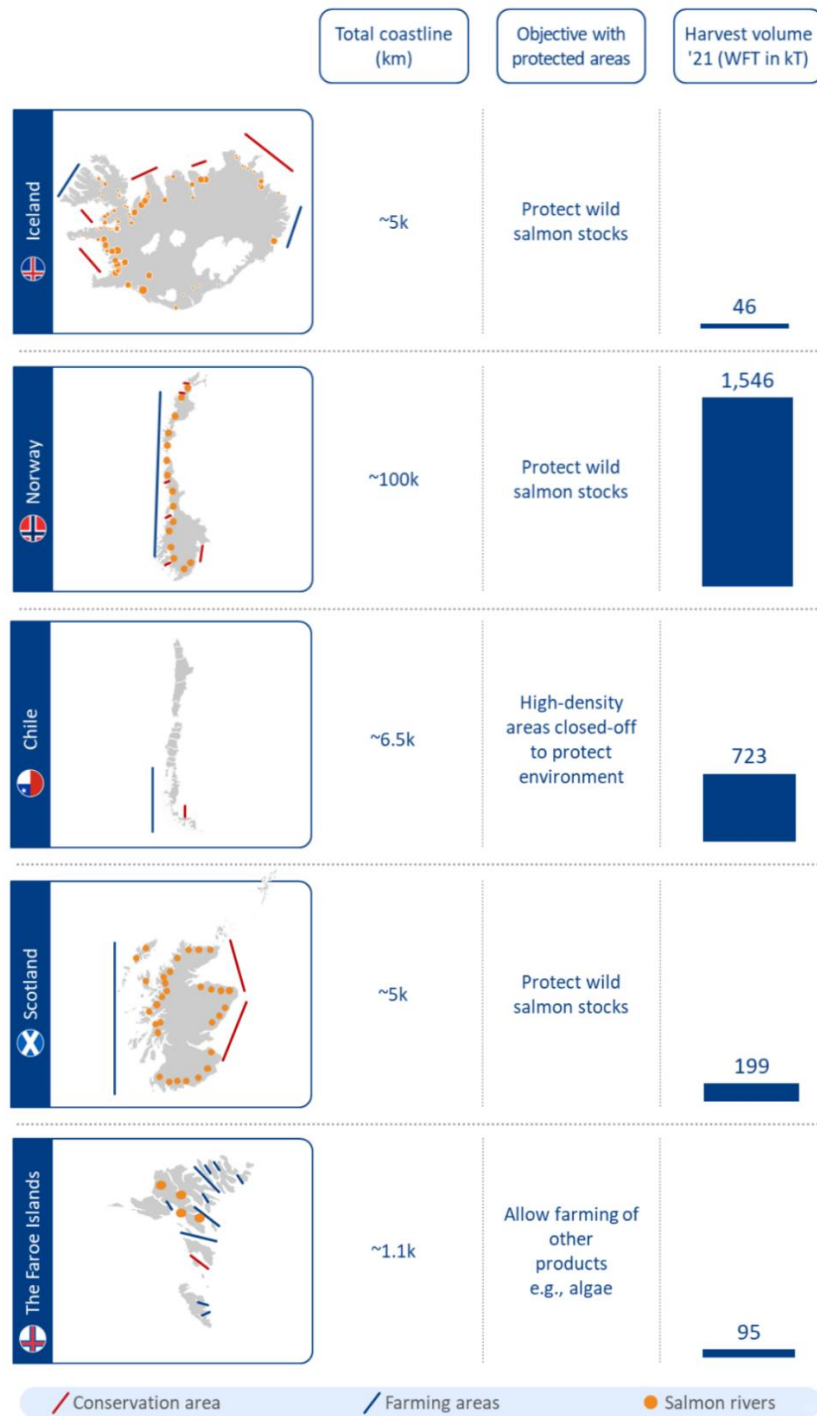 Total coastline
(km)
Objective with
protected areas
Harvest volume
'21 (WFT in kT)
Iceland
~5k
Protect wild
salmon stocks
46
Norway
~100k
Protect wild
salmon stocks
1,546
Chile
~6.5k
High-density
areas closed-off
to protect
environment
723
Scotland
~5k
Protect wild
salmon stocks
199
The Faroe Islands
~1.1k
Allow farming of
other
products
e.g., algae
95
Conservation area
Farming areas
Salmon rivers